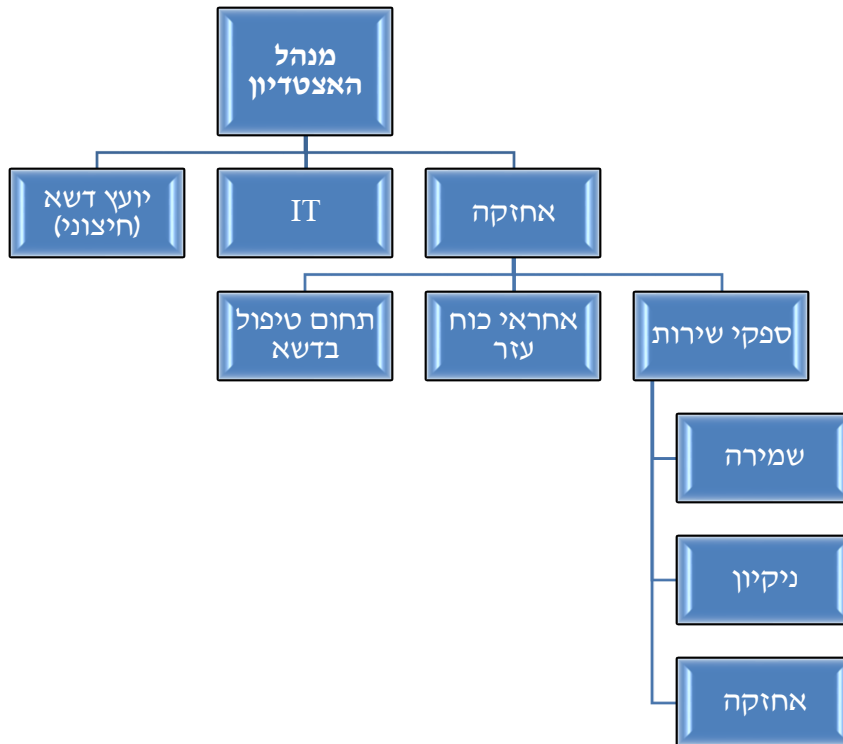 מנהל
האצטדיון
אחזקה
IT
יועץ דשא
(חיצוני)
ספקי שירות
אחראי כוח
עזר
תחום טיפול
בדשא
שמירה
ניקיון
אחזקה